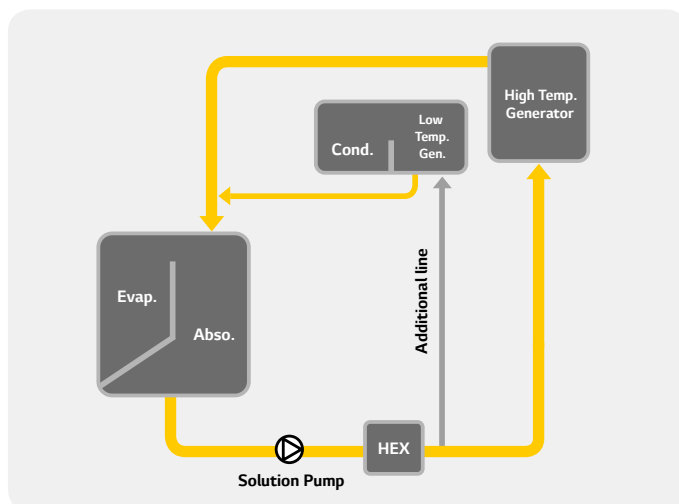 High Temp.
Generator
Low
Temp.
Gen.
Cond.
Additional line
Evap.
Abso.
HEX
Solution Pump